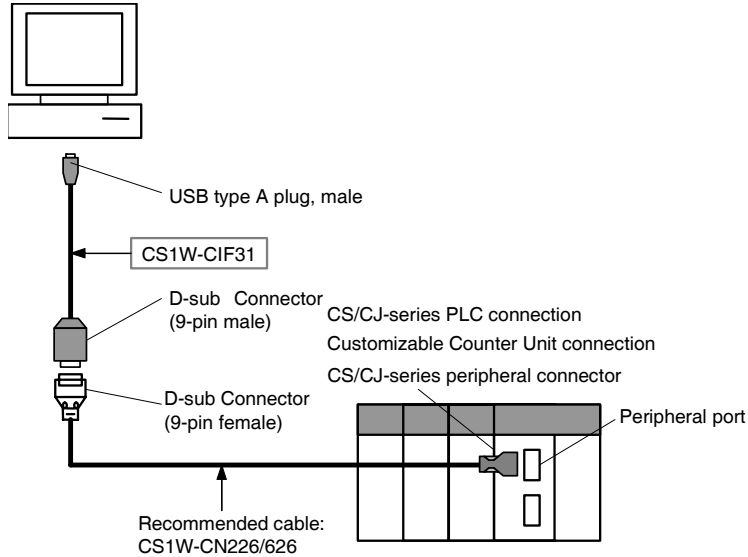 USB type A plug, male
CS1W-CIF31
D-sub Connector
(9-pin male)
CS/CJ-series PLC connection
Customizable Counter Unit connection
CS/CJ-series peripheral connector
D-sub Connector
(9-pin female)
Peripheral port
Recommended cable:
CS1W-CN226/626